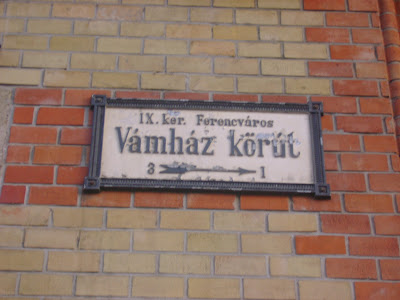 IX. ker. Ferencváros
Vámház körút
3 → 1